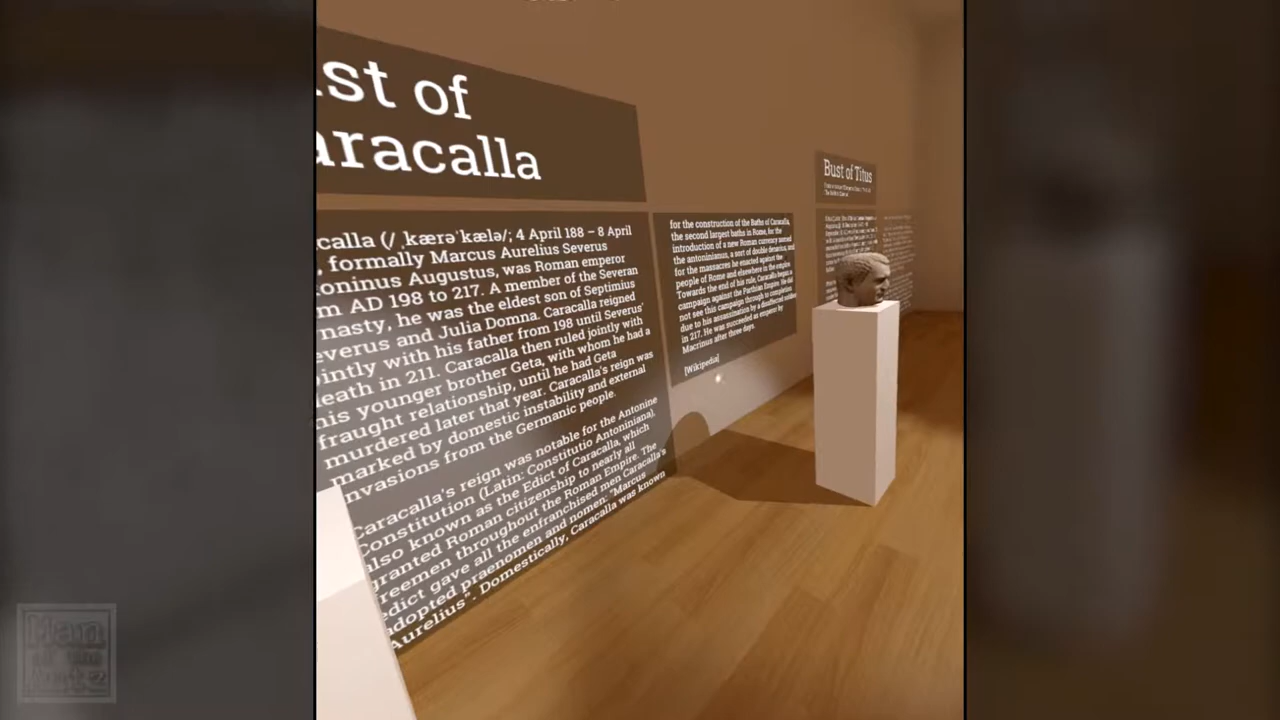 ust of
aracalla
calla (/ˌkærəˈkælə/; 4 April 188 – 8 April
, formally Marcus Aurelius Severus
toninus Augustus, was Roman emperor
m AD 198 to 217. A member of the Severan
nasty, he was the eldest son of Septimius
everus and Julia Domna. Caracalla reigned
ointly with his father from 198 until Severus'
death in 211. Caracalla then ruled jointly with
his younger brother Geta, with whom he had a
fraught relationship, until he had Geta
murdered later that year. Caracalla's reign was
marked by domestic instability and external
invasions from the Germanic people.
Caracalla's reign was notable for the Antonine
Constitution (Latin: Constitutio Antoniniana),
also known as the Edict of Caracalla, which
granted Roman citizenship to nearly all
freemen throughout the Roman Empire. The
edict gave all the enfranchised men Caracalla's
adopted praenomen and nomen: "Marcus
Aurelius". Domestically, Caracalla was known
for the construction of the Baths of Caracalla,
the second largest baths in Rome, for the
introduction of a new Roman currency named
the antoninianus, a sort of double denarius, and
for the massacres he enacted against the
people of Rome and elsewhere in the empire.
Towards the end of his rule, Caracalla began a
campaign against the Parthian Empire. He did
not see this campaign through to completion
due to his assassination by a disaffected soldier
in 217. He was succeeded as emperor by
Macrinus after three days.
[Wikipedia]
Bust of Titus